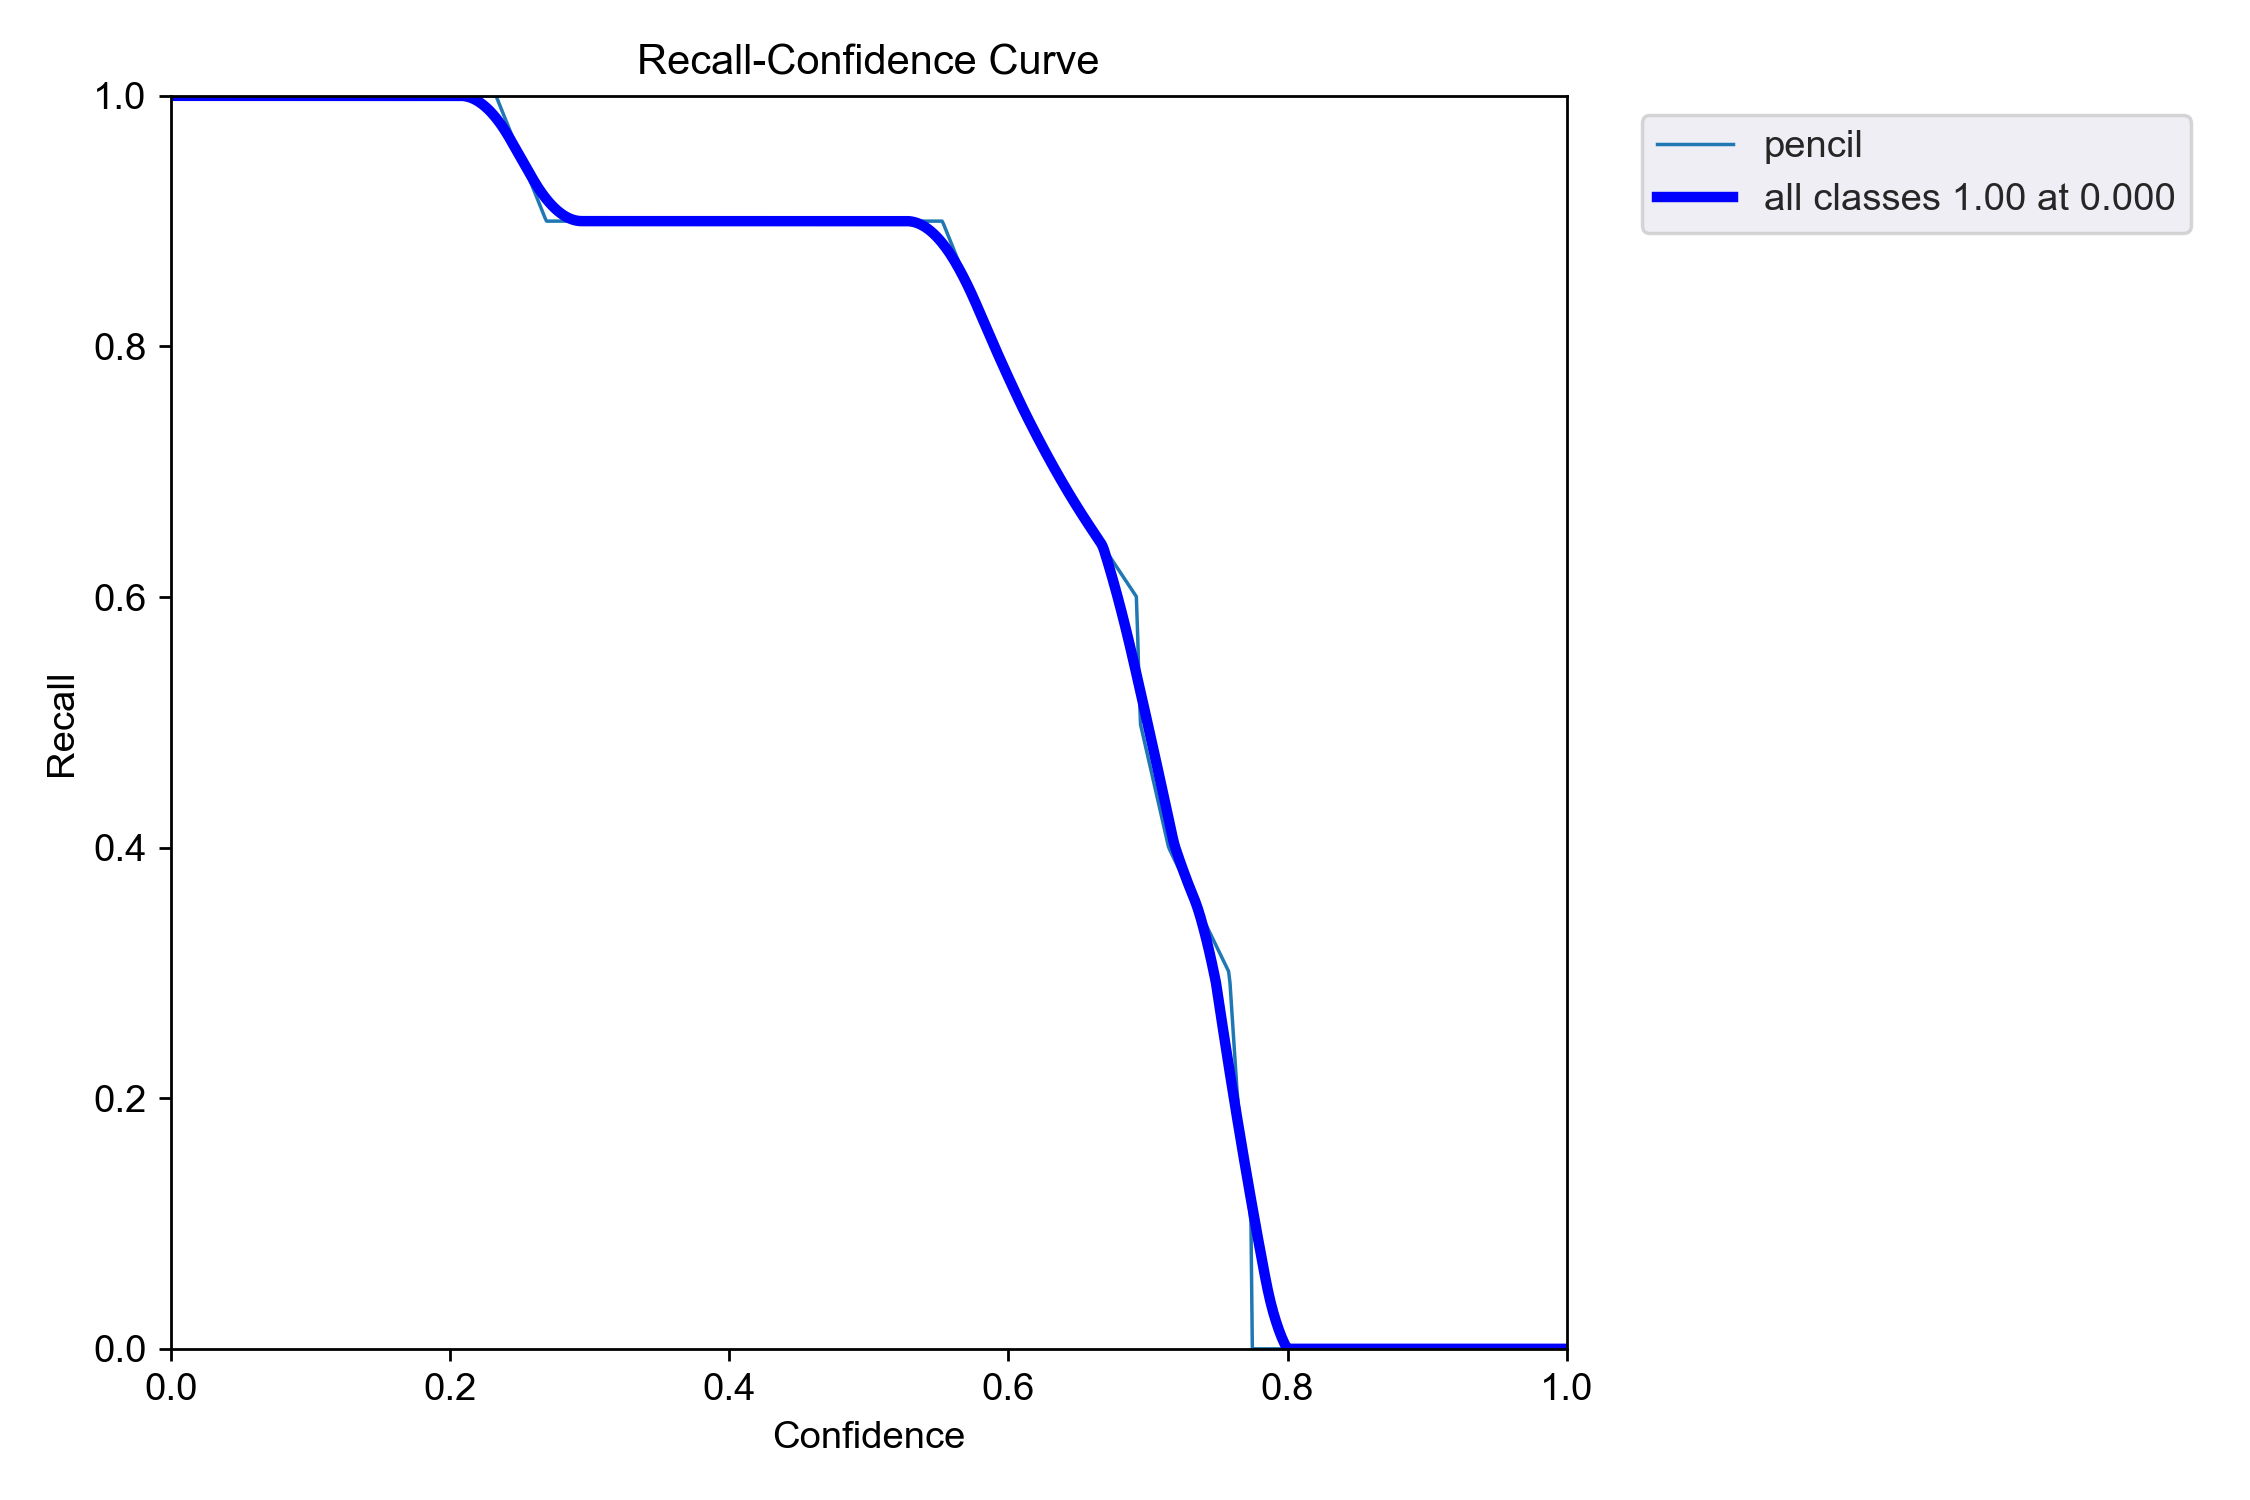 Recall-Confidence Curve
1.0
0.8
0.6
0.4
0.2
0.0
Recall
0.0 0.2 0.4 0.6 0.8 1.0
Confidence
pencil
all classes 1.00 at 0.000